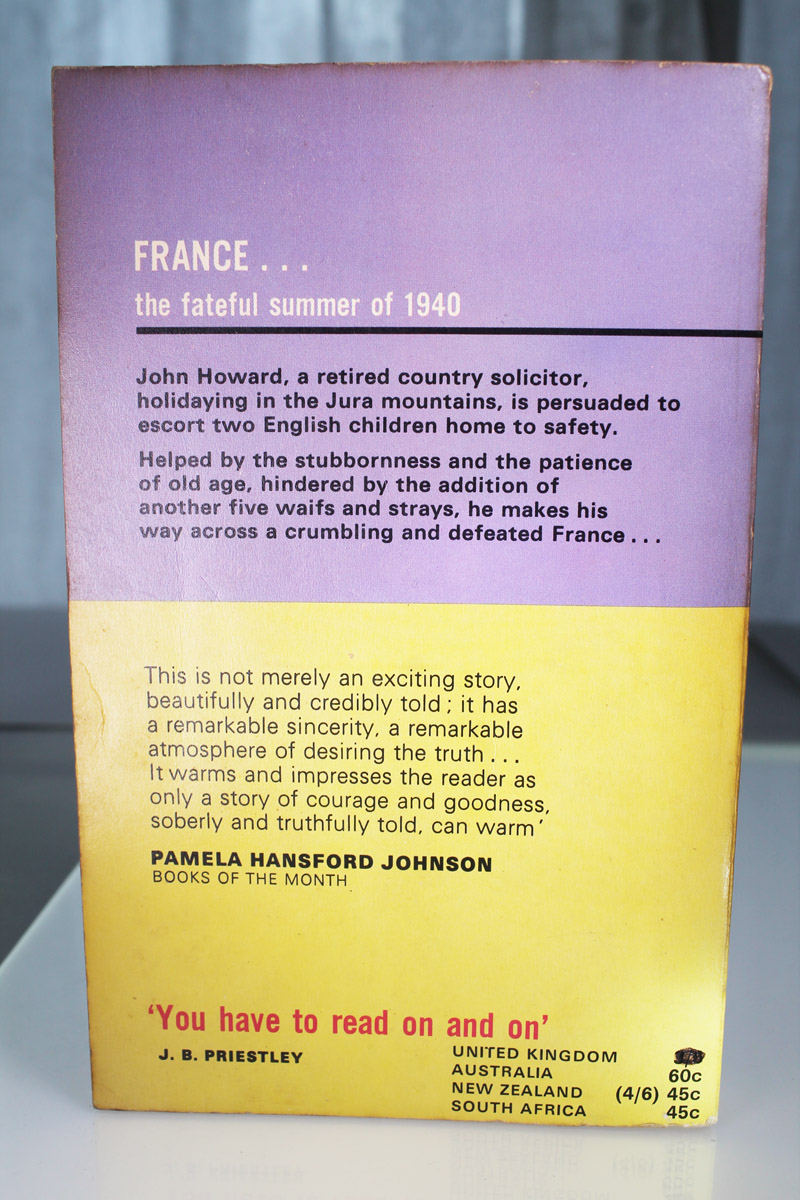 FRANCE . . .
the fateful summer of 1940
John Howard, a retired country solicitor,
holidaying in the Jura mountains, is persuaded to
escort two English children home to safety.
Helped by the stubbornness and the patience
of old age, hindered by the addition of
another five waifs and strays, he makes his
way across a crumbling and defeated France . . .
This is not merely an exciting story,
beautifully and credibly told ; it has
a remarkable sincerity, a remarkable
atmosphere of desiring the truth . . .
It warms and impresses the reader as
only a story of courage and goodness,
soberly and truthfully told, can warm’
PAMELA HANSFORD JOHNSON
BOOKS OF THE MONTH
‘You have to read on and on’
J. B. PRIESTLEY
UNITED KINGDOM
AUSTRALIA 60c
NEW ZEALAND (4/6) 45c
SOUTH AFRICA 45c